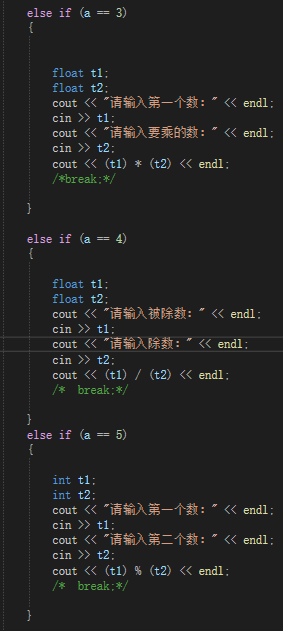 else if (a == 3)
{
float t1;
float t2;
cout << "请输入第一个数：" << endl;
cin >> t1;
cout << "请输入要乘的数：" << endl;
cin >> t2;
cout << (t1) * (t2) << endl;
/*break;*/
}
else if (a == 4)
{
float t1;
float t2;
cout << "请输入被除数：" << endl;
cin >> t1;
cout << "请输入除数：" << endl;
cin >> t2;
cout << (t1) / (t2) << endl;
/*  break;*/
}
else if (a == 5)
{
int t1;
int t2;
cout << "请输入第一个数：" << endl;
cin >> t1;
cout << "请输入第二个数：" << endl;
cin >> t2;
cout << (t1) % (t2) << endl;
/*  break;*/
}